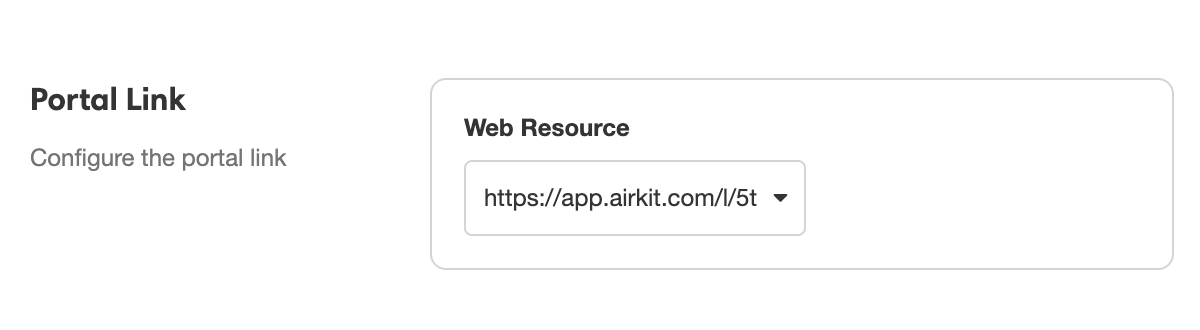 Portal Link
Configure the portal link
Web Resource
https://app.airkit.com/l/5t